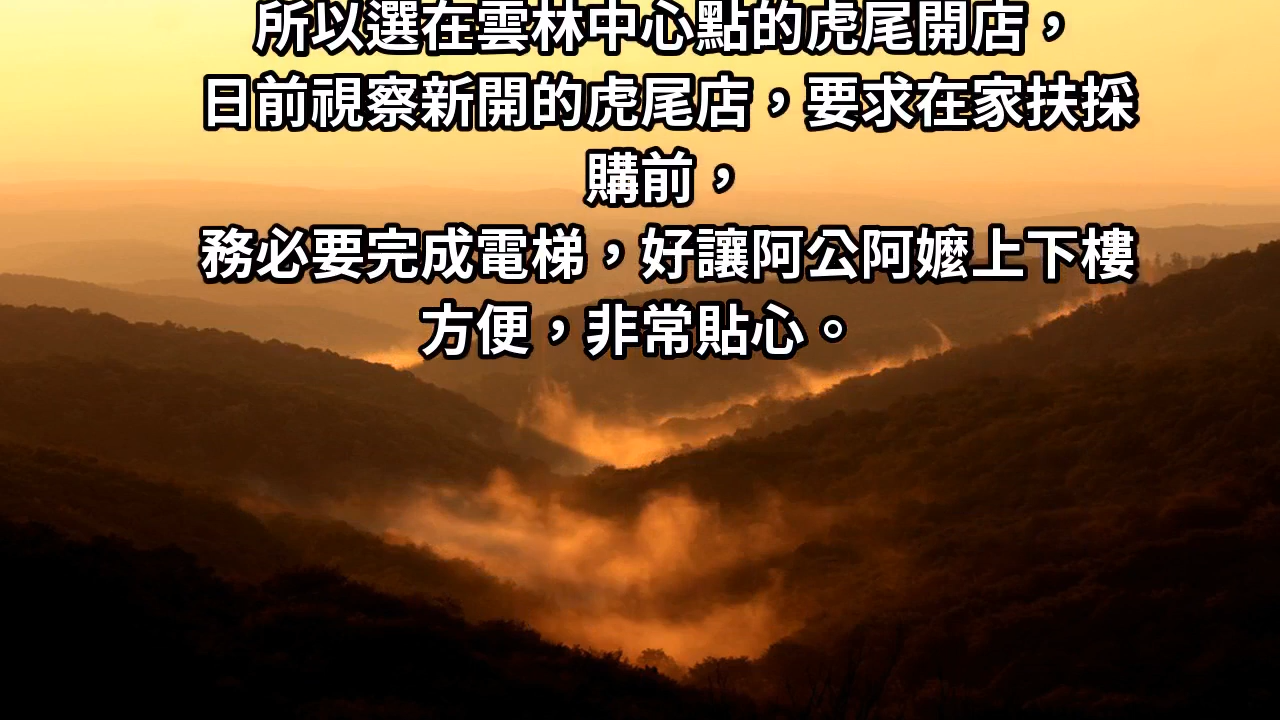 所以選在雲林中心點的虎尾開店，
日前視察新開的虎尾店，要求在家扶採
購前，
務必要完成電梯，好讓阿公阿嬤上下樓
方便，非常貼心。